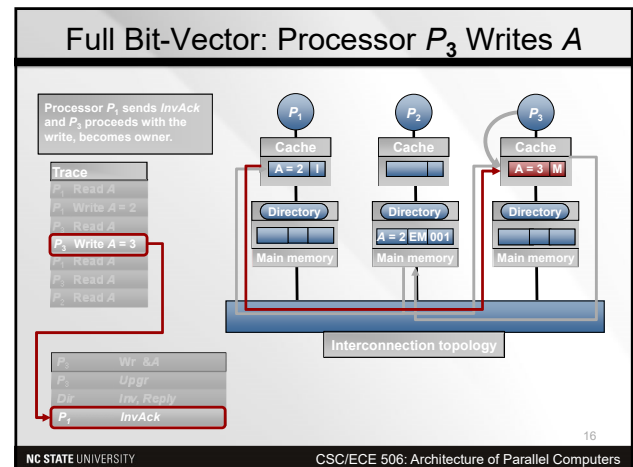 Full Bit-Vector: Processor P3 Writes A
Processor P1 sends InvAck
and P3 proceeds with the
write, becomes owner.
P1
P2
P3
Cache
Cache
Cache
A = 2 I
A = 3 M
Trace
P1 Read A
P1 Write A = 2
P3 Read A
P3 Write A = 3
P1 Read A
P3 Read A
P2 Read A
Directory
Directory
Directory
A = 2 EM 001
Main memory
Main memory
Main memory
Interconnection topology
P3 Wr &A
P3 Upgr
Dir Inv, Reply
P1 InvAck
16
NC STATE UNIVERSITY
CSC/ECE 506: Architecture of Parallel Computers